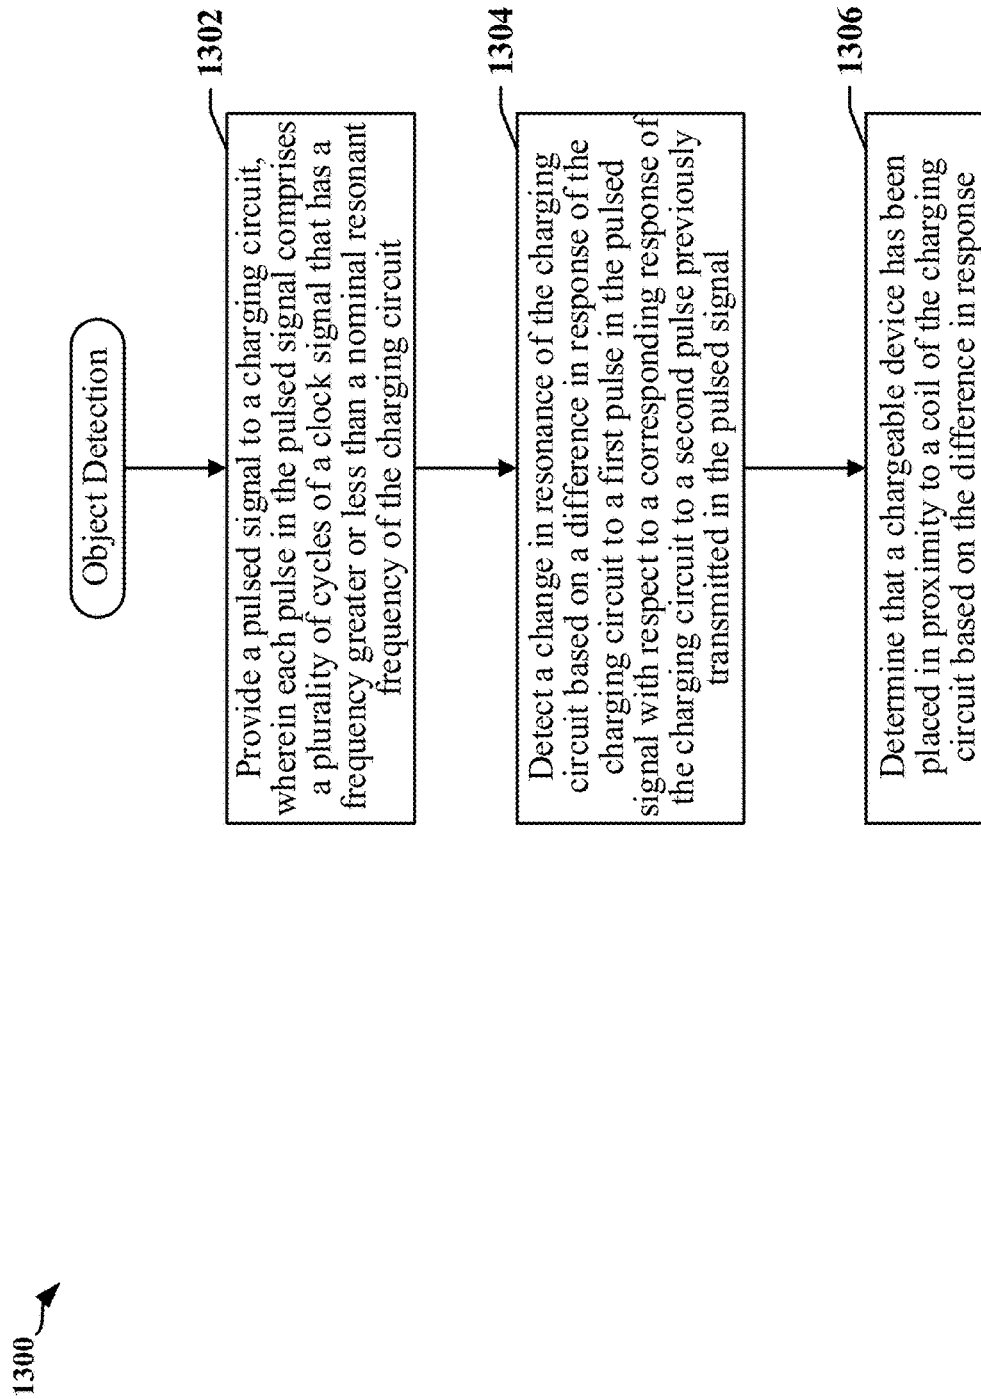 1300
Object Detection
1302
Provide a pulsed signal to a charging circuit,
wherein each pulse in the pulsed signal comprises
a plurality of cycles of a clock signal that has a
frequency greater or less than a nominal resonant
frequency of the charging circuit
1304
Detect a change in resonance of the charging
circuit based on a difference in response of the
charging circuit to a first pulse in the pulsed
signal with respect to a corresponding response of
the charging circuit to a second pulse previously
transmitted in the pulsed signal
1306
Determine that a chargeable device has been
placed in proximity to a coil of the charging
circuit based on the difference in response